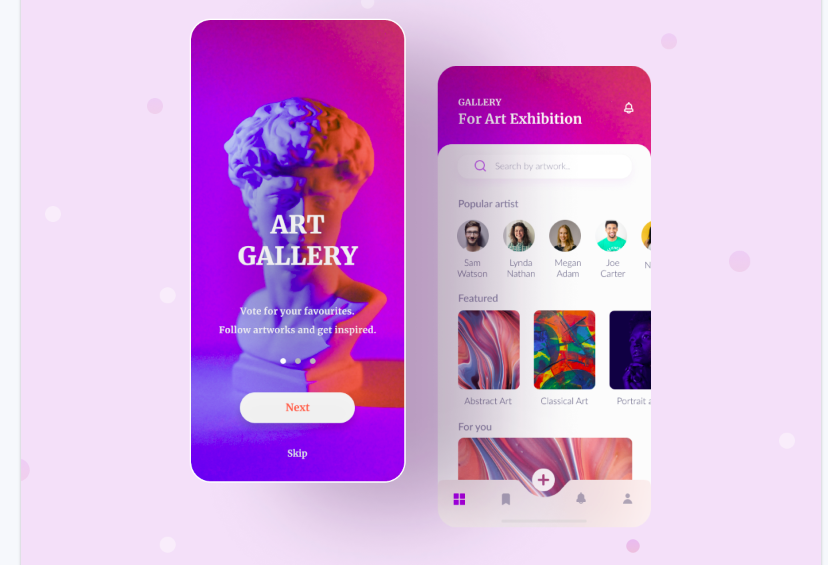 ART
GALLERY
Vote for your favourites.
Follow artworks and get inspired.
Next
Skip
GALLERY
For Art Exhibition
Search by artwork..
Popular artist
Sam
Watson
Lynda
Nathan
Megan
Adam
Joe
Carter
Featured
Abstract Art
Classical Art
Portrait
For you